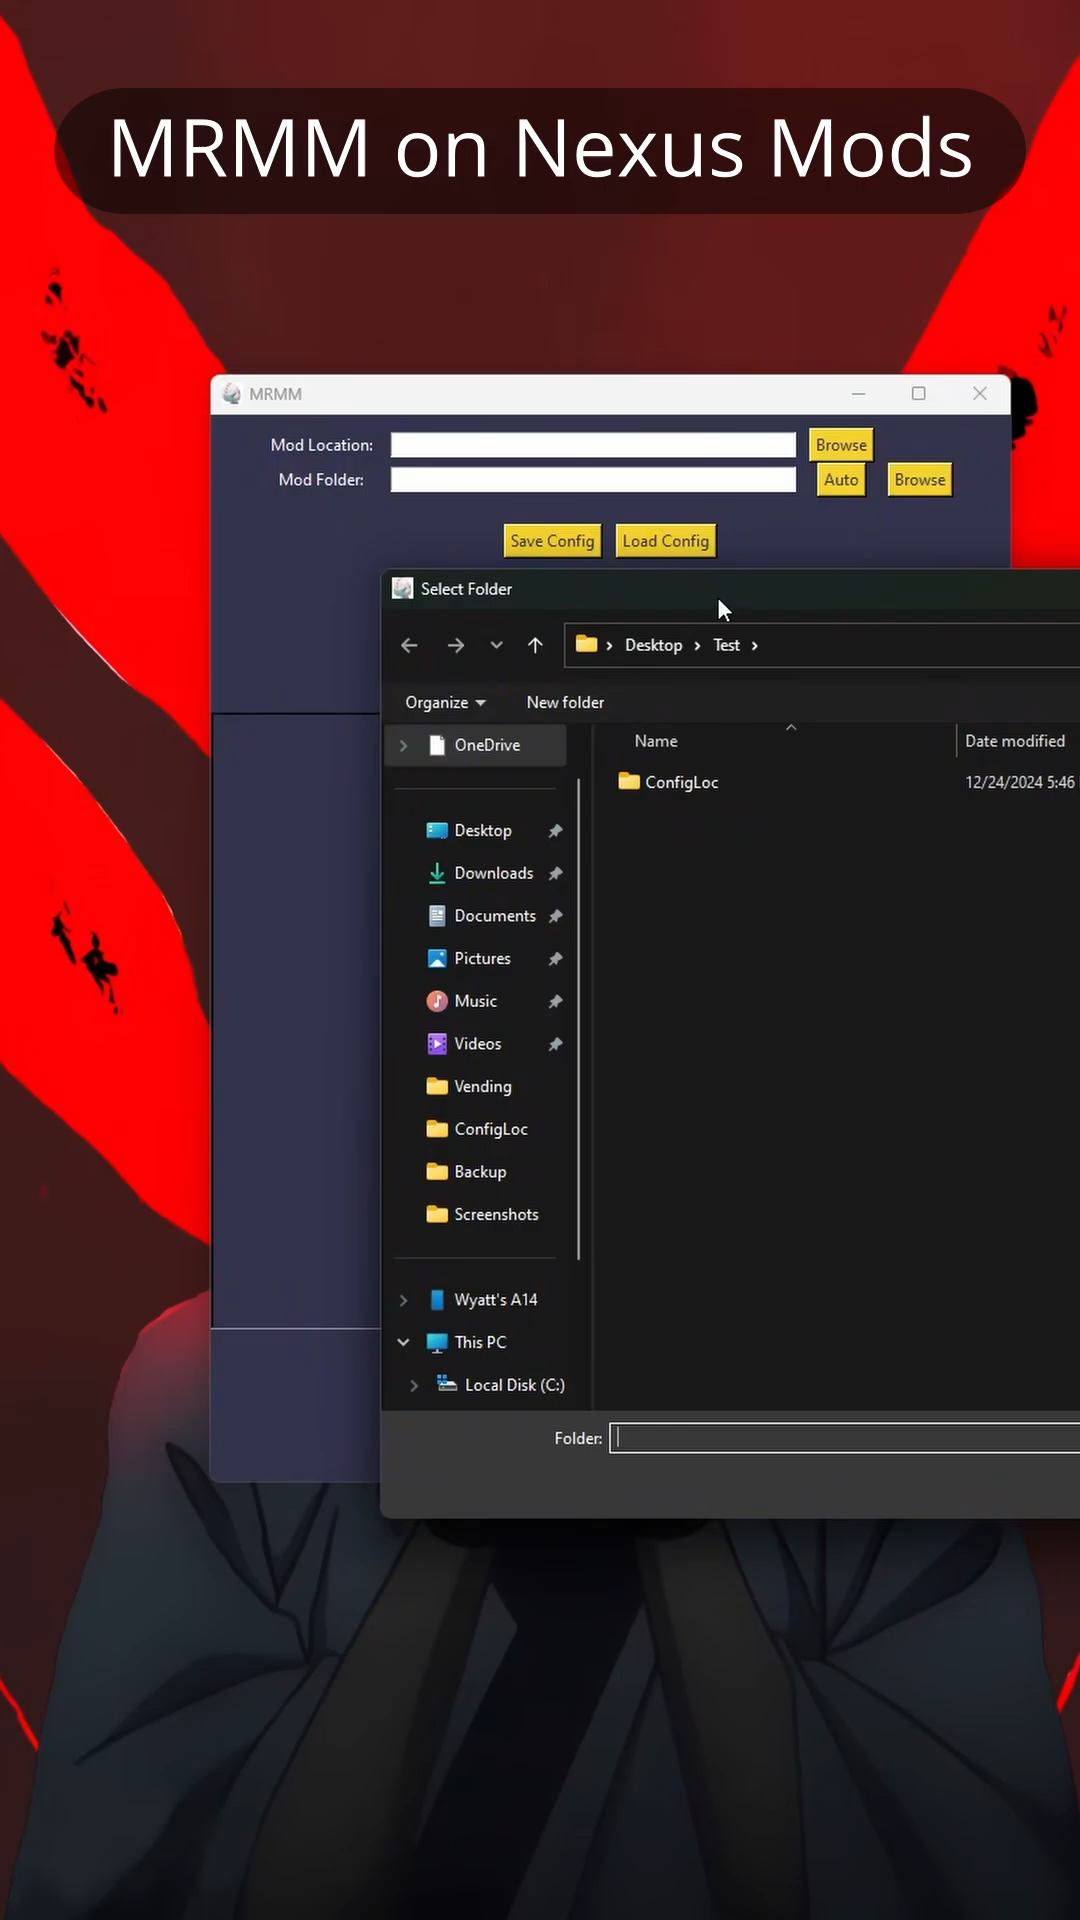 MRMM on Nexus Mods
MRMM
Mod Location:
Browse
Mod Folder:
Auto
Browse
Save Config
Load Config
Select Folder
Desktop
Test
Organize
New folder
OneDrive
Name
Date modified
ConfigLoc
12/24/2024 5:46
Desktop
Downloads
Documents
Pictures
Music
Videos
Vending
ConfigLoc
Backup
Screenshots
Wyatt's A14
This PC
Local Disk (C:)
Folder: